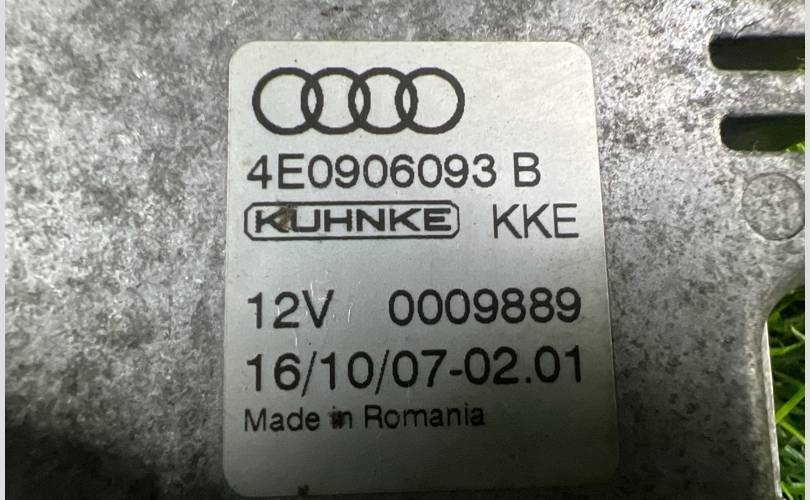 4E0906093 B
KUHNKE KKE
12V 0009889
16/10/07-02.01
Made in Romania